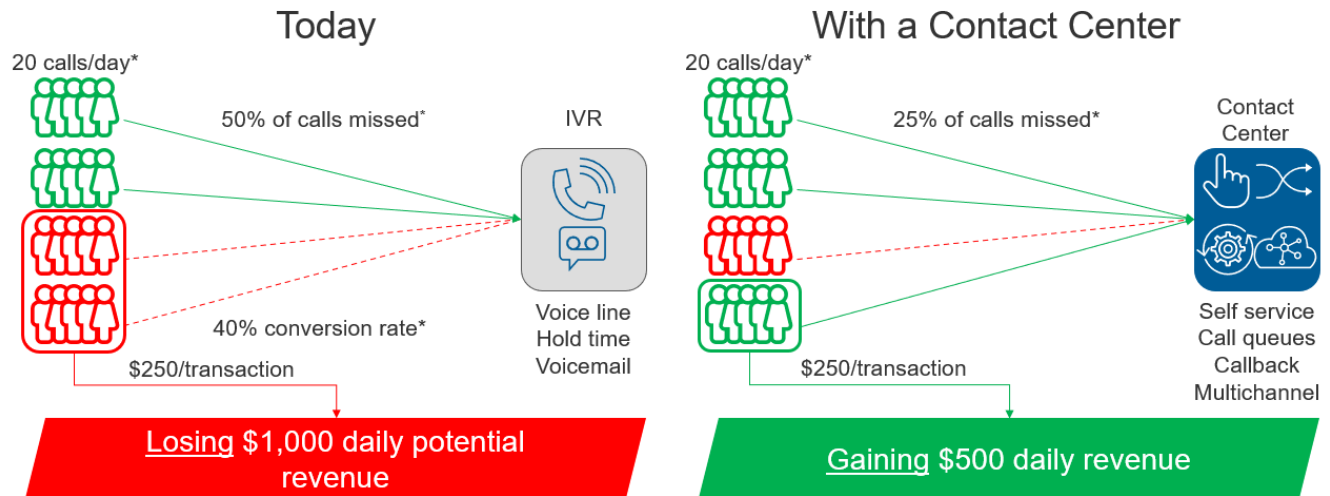 Today
20 calls/day*
50% of calls missed*
IVR
40% conversion rate*
Voice line
Hold time
Voicemail
$250/transaction
Losing $1,000 daily potential
revenue
With a Contact Center
20 calls/day*
25% of calls missed*
Contact
Center
Self service
Call queues
Callback
Multichannel
$250/transaction
Gaining $500 daily revenue